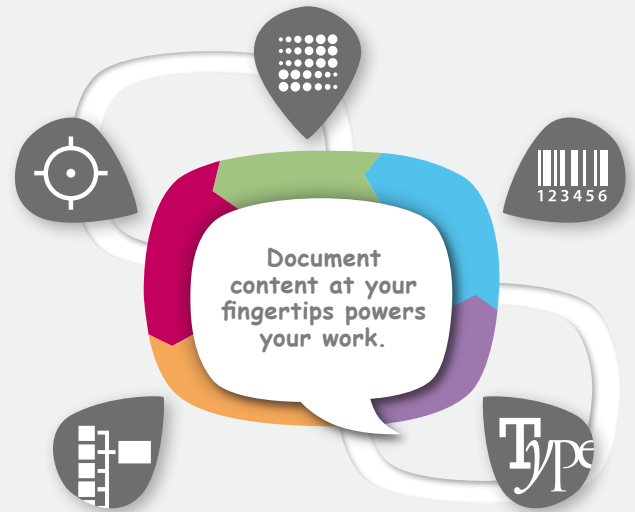 123456
Document
content at your
fingertips powers
your work.
Type